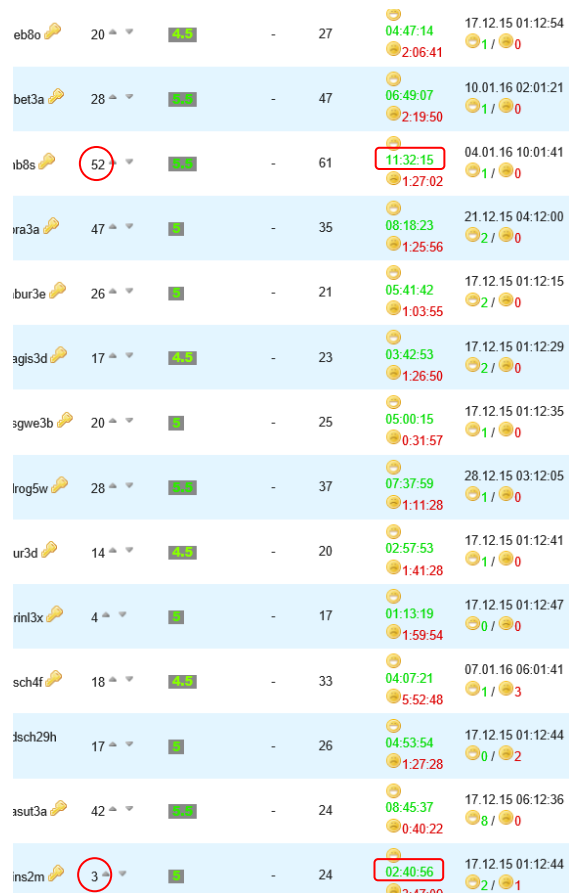 eb8o 20 4.5 - 27 04:47:14 2:06:41 17.12.15 01:12:54 1 / 0
bet3a 28 5.5 - 47 06:49:07 2:19:50 10.01.16 02:01:21 1 / 0
b8s 52 5.5 - 61 11:32:15 1:27:02 04.01.16 10:01:41 1 / 0
ra3a 47 5 - 35 08:18:23 1:25:56 21.12.15 04:12:00 2 / 0
bur3e 26 5 - 21 05:41:42 1:03:55 17.12.15 01:12:15 2 / 0
agis3d 17 4.5 - 23 03:42:53 1:26:50 17.12.15 01:12:29 2 / 0
sgwe3b 20 5 - 25 05:00:15 0:31:57 17.12.15 01:12:35 1 / 0
rog5w 28 5.5 - 37 07:37:59 1:11:28 28.12.15 03:12:05 1 / 0
ur3d 14 4.5 - 20 02:57:53 1:41:28 17.12.15 01:12:41 1 / 0
rinl3x 4 5 - 17 01:13:19 1:59:54 17.12.15 01:12:47 0 / 0
sch4f 18 4.5 - 33 04:07:21 5:52:48 07.01.16 06:01:41 1 / 3
dsch29h 17 5 - 26 04:53:54 1:27:28 17.12.15 01:12:44 0 / 2
asut3a 42 5.5 - 24 08:45:37 0:40:22 17.12.15 06:12:36 8 / 0
ins2m 3 5 - 24 02:40:56 17.12.15 01:12:44 2 / 1